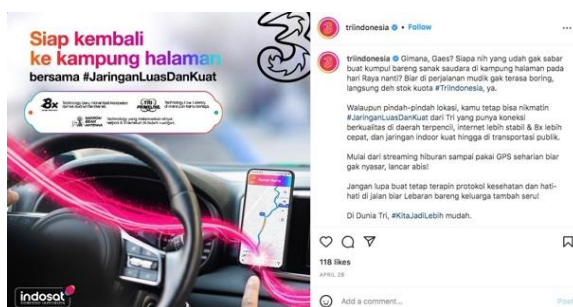 Siap kembali
ke kampung halaman
bersama #JaringanLuasDanKuat
8x
TRI
NARROW
BEAM
ANTENNA
indosat
triindonesia • Follow
triindonesia Gimana, Gaes? Siapa nih yang udah gak sabar
buat kumpul bareng sanak saudara di kampung halaman pada
hari Raya nanti? Biar di perjalanan mudik gak terasa boring,
langsung deh stok kuota #TriIndonesia, ya.
Walaupun pindah-pindah lokasi, kamu tetap bisa nikmatin
#JaringanLuasDanKuat dari Tri yang punya koneksi
berkualitas di daerah terpencil, internet lebih stabil & 8x lebih
cepat, dan jaringan indoor kuat hingga di transportasi publik.
Mulai dari streaming hiburan sampai pakai GPS seharian biar
gak nyasar, lancar abis!
Jangan lupa buat tetap terapin protokol kesehatan dan hati-
hati di jalan biar Lebaran bareng keluarga tambah seru!
Di Dunia Tri, #KitaJadiLebih mudah.
118 likes
APRIL 28
Add a comment...
Post